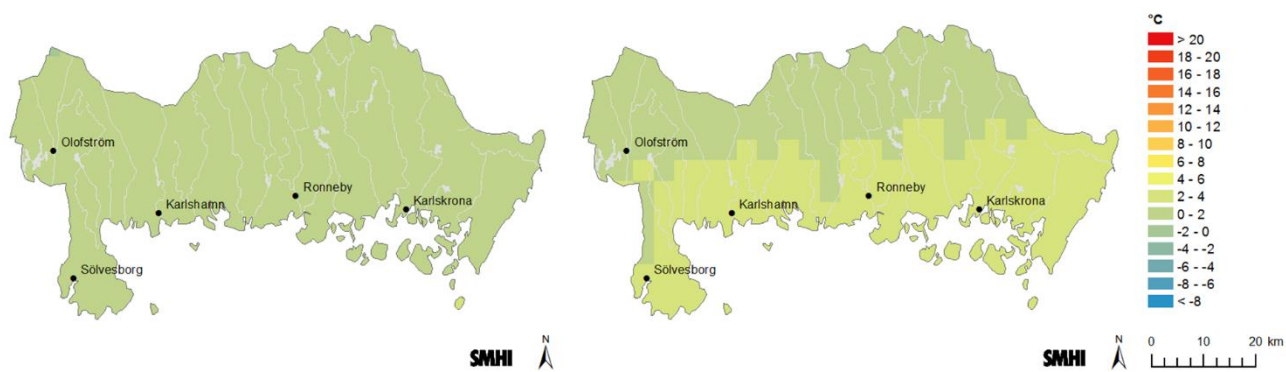 Olofström
Karlshamn
Ronneby
Karlskrona
Sölvesborg
SMHI
N
Olofström
Karlshamn
Ronneby
Karlskrona
Sölvesborg
SMHI
N
°C
> 20
18 - 20
16 - 18
14 - 16
12 - 14
10 - 12
8 - 10
6 - 8
4 - 6
2 - 4
0 - 2
-2 - 0
-4 - -2
-6 - -4
-8 - -6
< -8
0 10 20 km